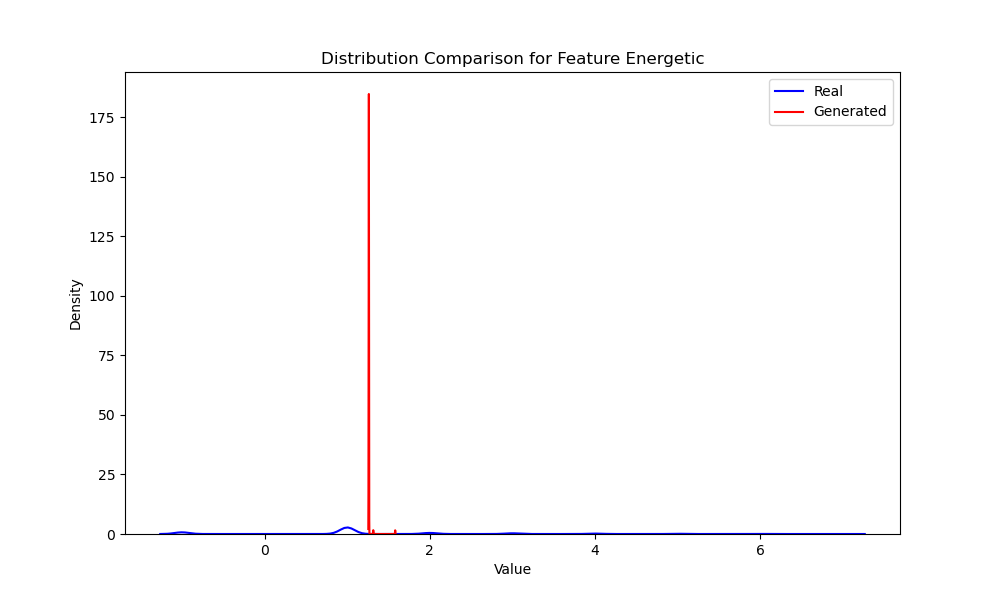 Distribution Comparison for Feature Energetic
Real
Generated
Density
175
150
125
100
75
50
25
0
0 2 4 6
Value